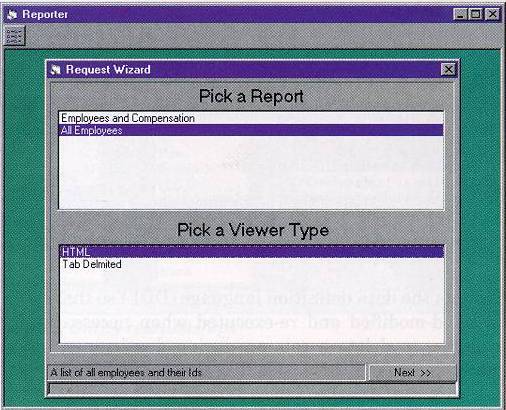 Reporter
Request Wizard
Pick a Report
Employees and Compensation
All Employees
Pick a Viewer Type
HTML
Tab Delmited
A list of all employees and their Ids
Next >>